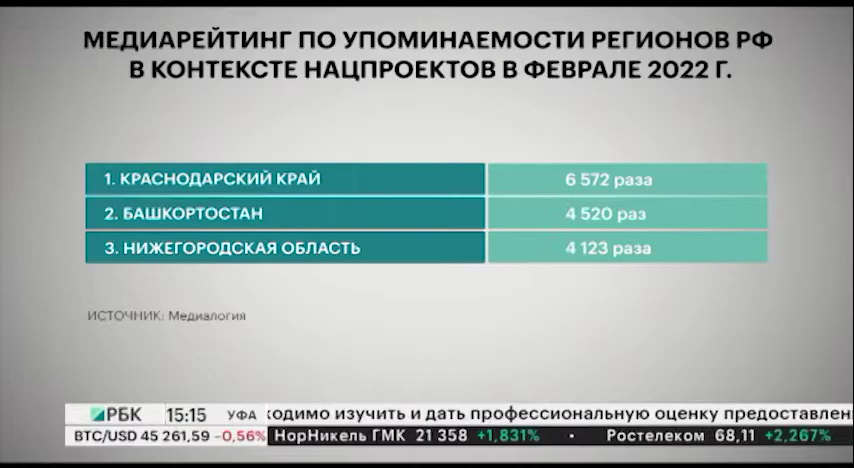 МЕДИАРЕЙТИНГ ПО УПОМИНАЕМОСТИ РЕГИОНОВ РФ
В КОНТЕКСТЕ НАЦПРОЕКТОВ В ФЕВРАЛЕ 2022 Г.
1. КРАСНОДАРСКИЙ КРАЙ 6 572 раза
2. БАШКОРТОСТАН 4 520 раз
3. НИЖЕГОРОДСКАЯ ОБЛАСТЬ 4 123 раза
ИСТОЧНИК: Медиалогия
РБК 15:15 УФА ходимо изучить и дать профессиональную оценку предоставлен
BTC/USD 45 261,59 -0,56% НорНикель ГМК 21 358 +1,831% · Ростелеком 68,11 +2,267%